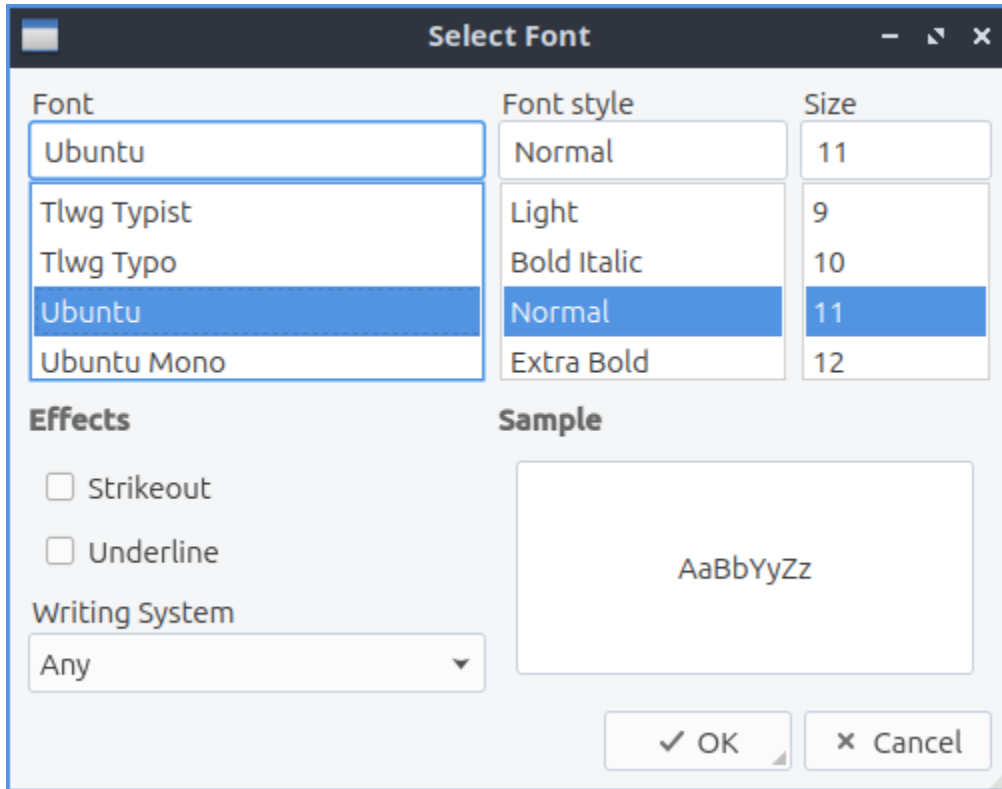 Select Font
Font Font style Size
Ubuntu Normal 11
Tlwg Typist Light 9
Tlwg Typo Bold Italic 10
Ubuntu Normal 11
Ubuntu Mono Extra Bold 12
Effects Sample
Strikeout
Underline
AaBbYyZz
Writing System
Any
OK Cancel